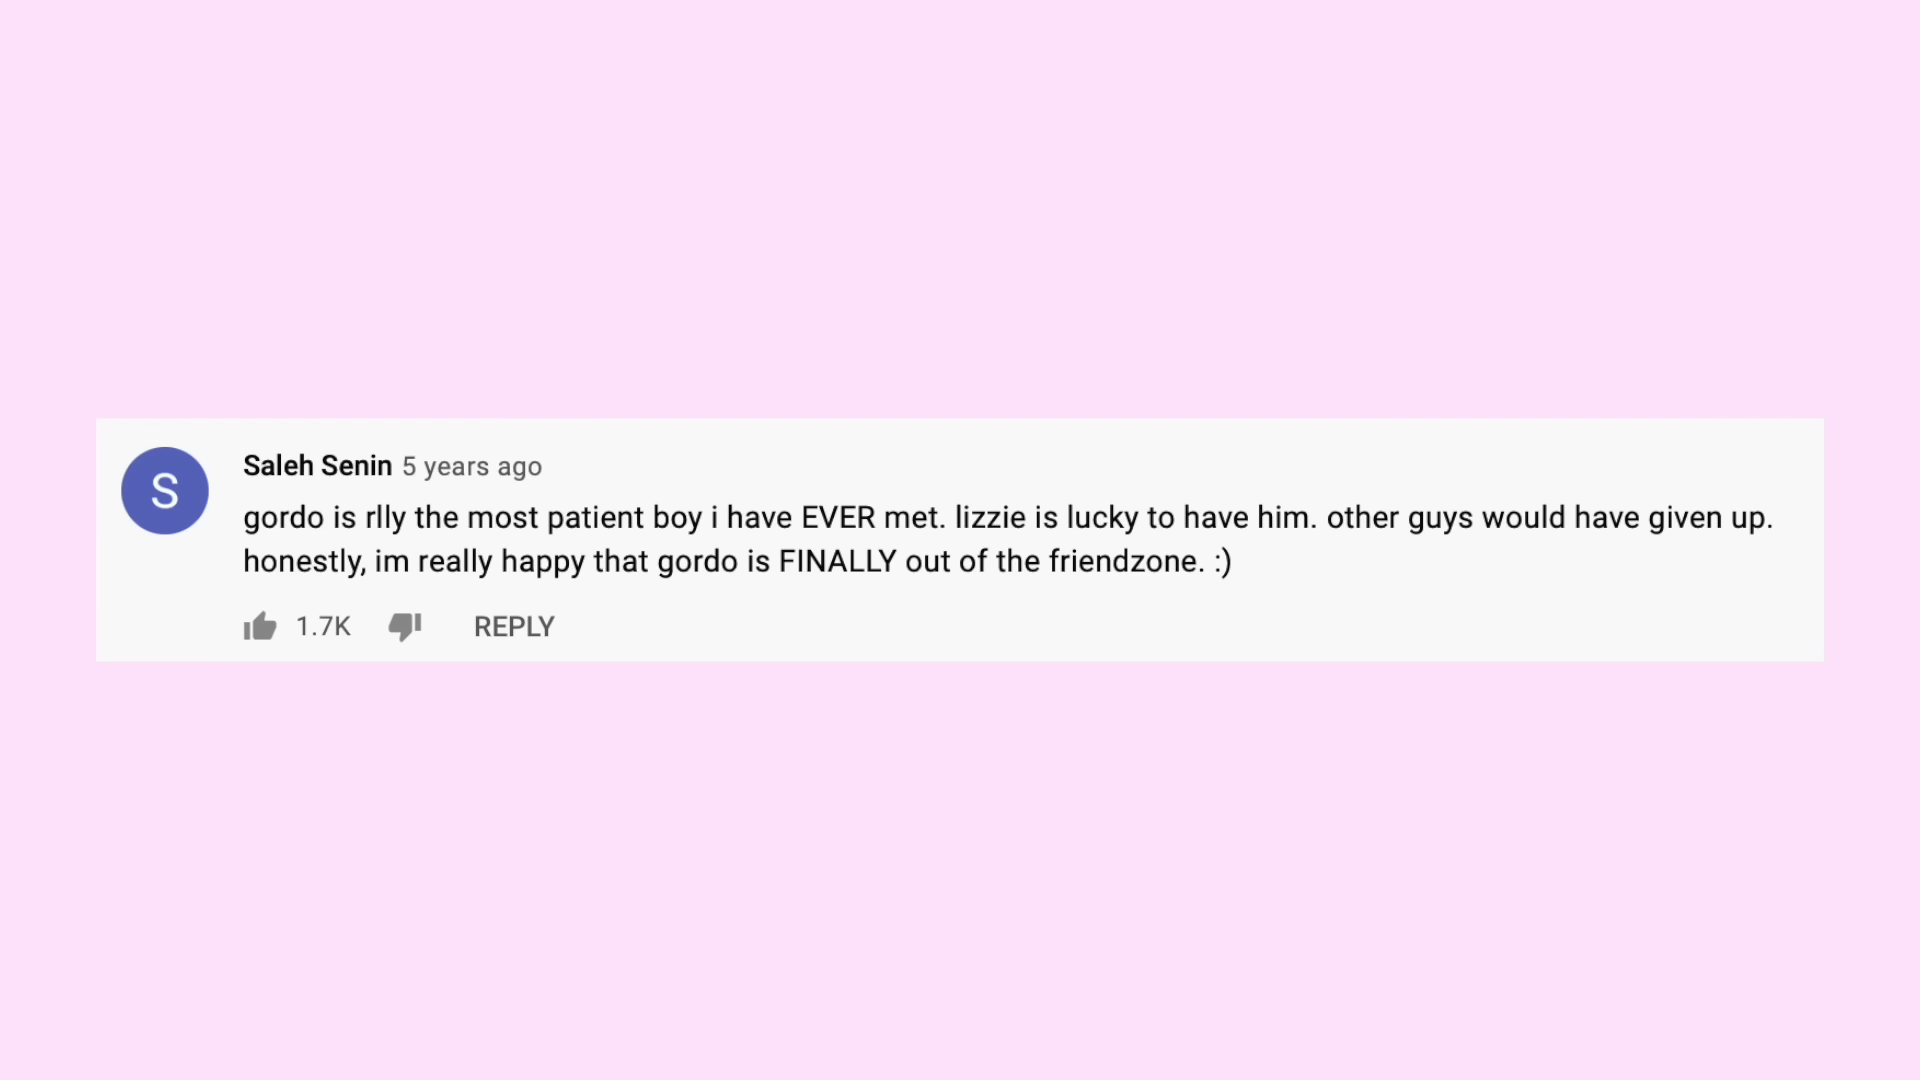 S
Saleh Senin 5 years ago
gordo is rlly the most patient boy i have EVER met. lizzie is lucky to have him. other guys would have given up.
honestly, im really happy that gordo is FINALLY out of the friendzone. :)
1.7K REPLY